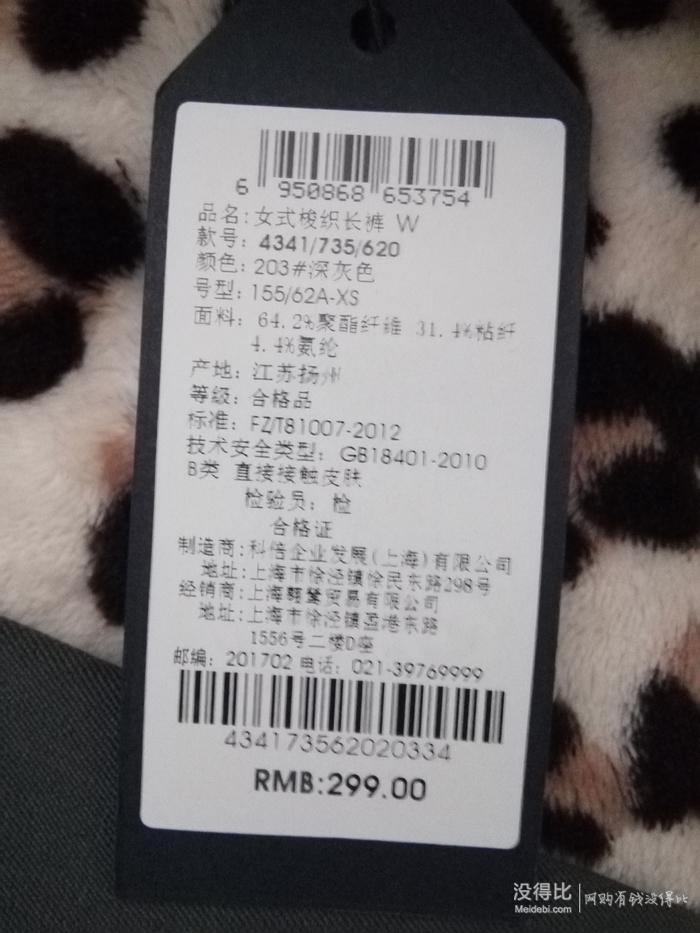 6 950868 653754
品名:女式梭织长裤 W
款号: 4341/735/620
颜色:203#深灰色
号型:155/62A-XS
面料: 64.2%聚酯纤维 31.4%粘纤
4.4%氨纶
产地:江苏扬州
等级:合格品
标准: FZ/T81007-2012
技术安全类型: GB18401-2010
B类 直接接触皮肤
检验员: 检
合格证
制造商:科倍企业发展(上海)有限公司
地址:上海市徐泾镇徐民东路298号
经销商:上海翡鳘贸易有限公司
地址:上海市徐泾镇盈港东路
1556号二楼D座
邮编: 201702 电话: 021-39769999
434173562020334
RMB:299.00
没得比 网购有钱没得比
Meidebi.com